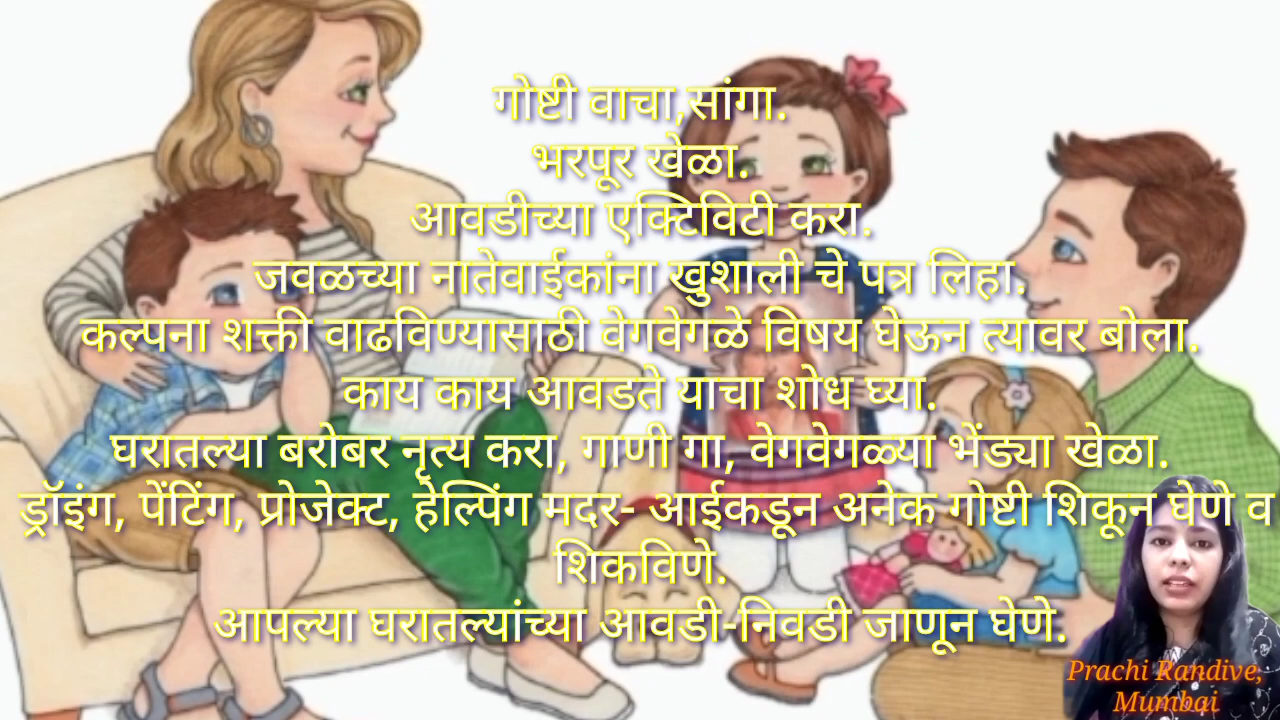 गोष्टी वाचा,सांगा.
भरपूर खेळा.
आवडीच्या एक्टिविटी करा.
जवळच्या नातेवाईकांना खुशाली चे पत्र लिहा.
कल्पना शक्ती वाढविण्यासाठी वेगवेगळे विषय घेऊन त्यावर बोला.
काय काय आवडते याचा शोध घ्या.
घरातल्या बरोबर नृत्य करा, गाणी गा, वेगवेगळ्या भेंड्या खेळा.
ड्रॉइंग, पेंटिंग, प्रोजेक्ट, हेल्पिंग मदर- आईकडून अनेक गोष्टी शिकून घेणे व
शिकविणे.
आपल्या घरातल्यांच्या आवडी-निवडी जाणून घेणे.
Prachi Randive,
Mumbai